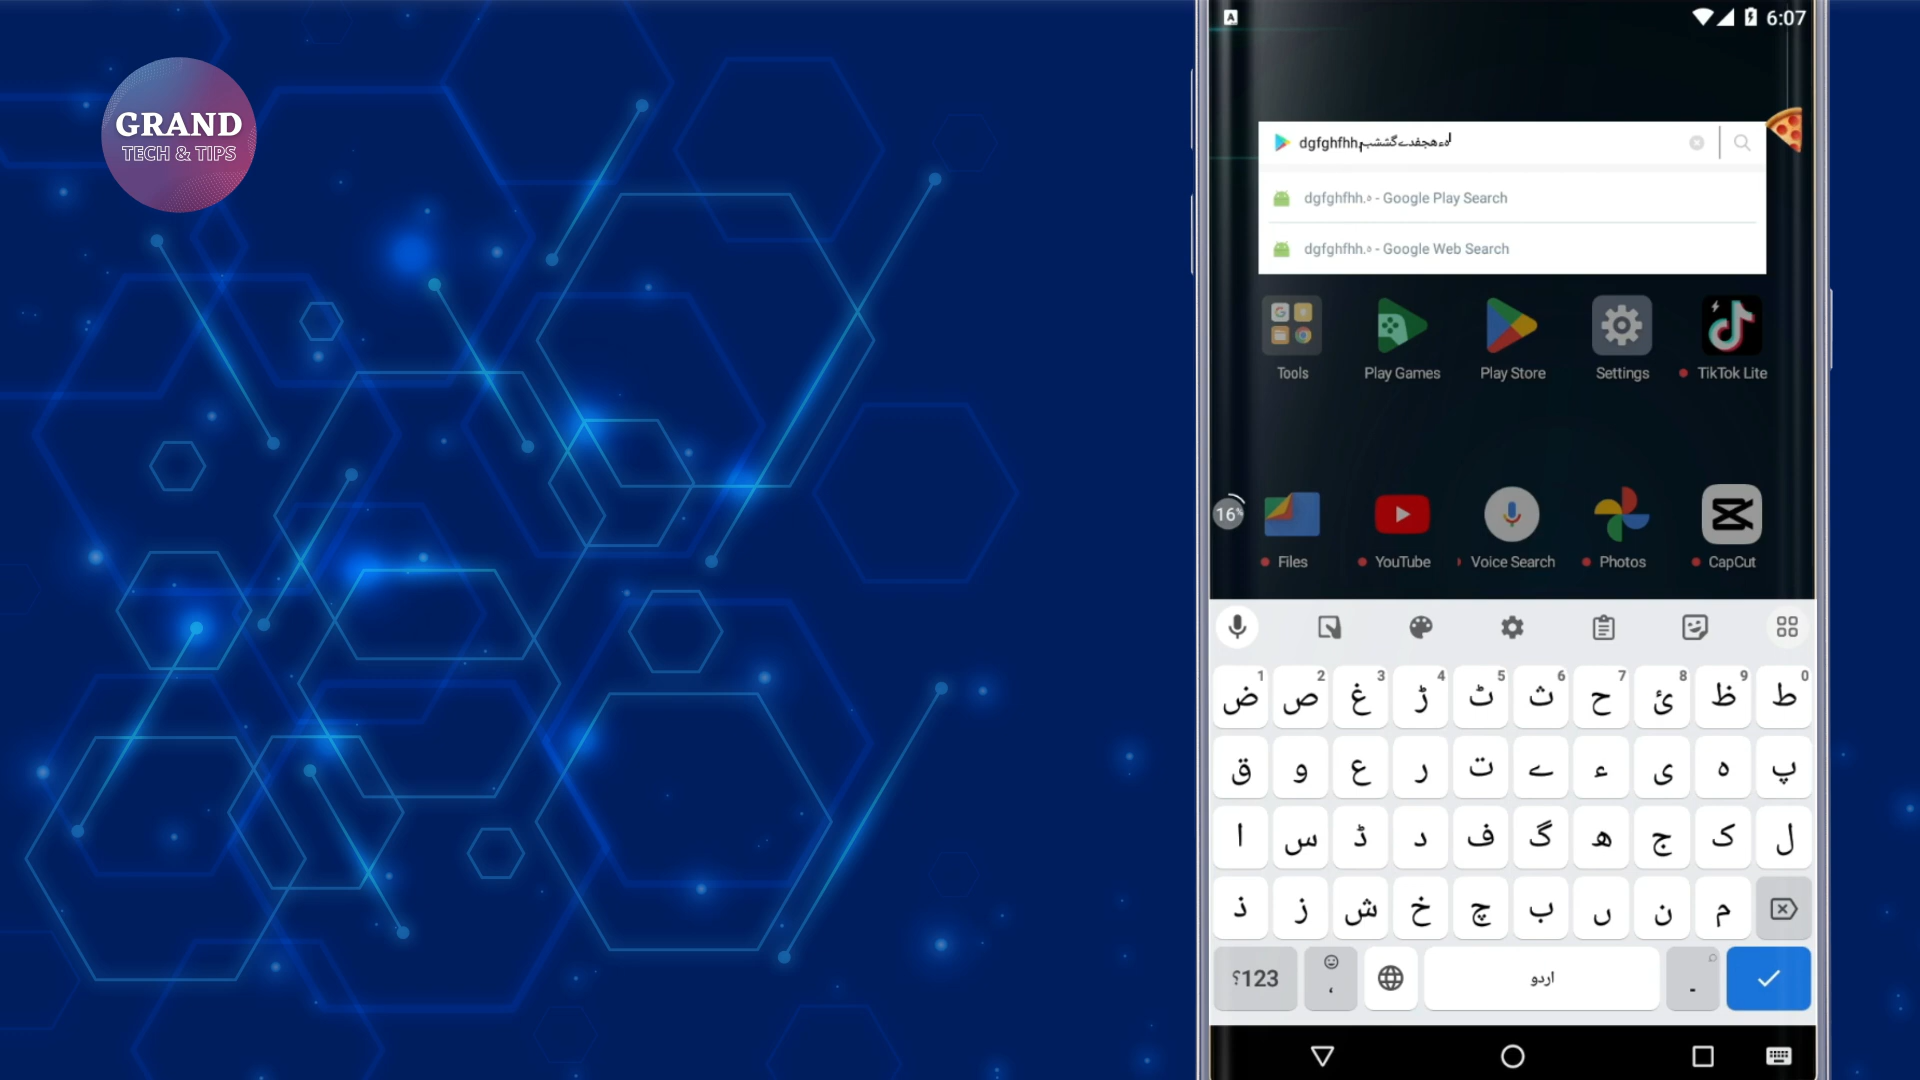 GRAND
TECH & TIPS
6:07
dgfghfhh
dgfghfhh.ه - Google Play Search
dgfghfhh.ه - Google Web Search
Tools
Play Games
Play Store
Settings
TikTok Lite
16%
Files
YouTube
Voice Search
Photos
CapCut
ض 1 ص 2 غ 3 ڑ 4 ٹ 5 ث 6 ح 7 ئ 8 ظ 9 ط 0
ق و ع ر ت ے ء ی ہ پ
ا س ڈ د ف گ ھ ج ک ل
ذ ز ش خ چ ب ں ن م
؟123 ، اردو ۔